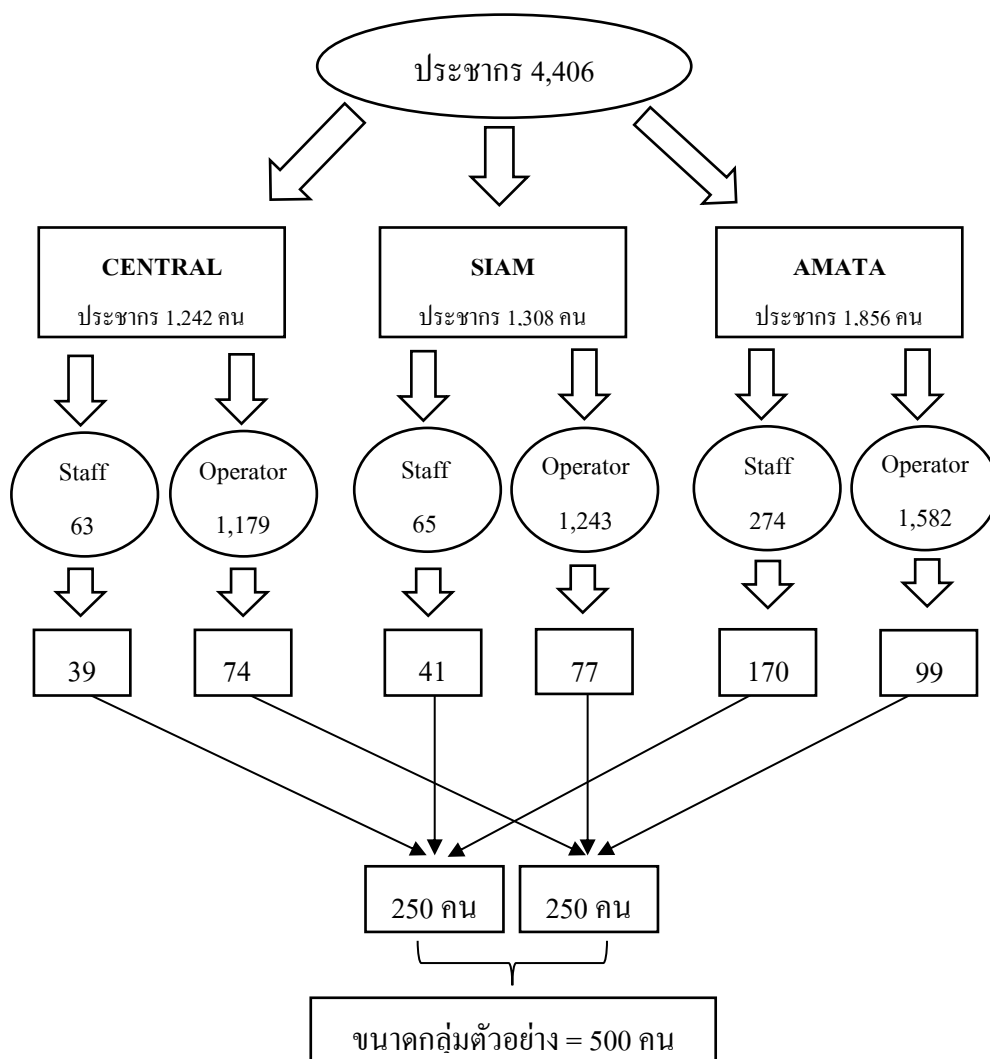 ประชากร 4,406
CENTRAL
ประชากร 1,242 คน
SIAM
ประชากร 1,308 คน
AMATA
ประชากร 1,856 คน
Staff
63
Operator
1,179
Staff
65
Operator
1,243
Staff
274
Operator
1,582
39
74
41
77
170
99
250 คน
250 คน
ขนาดกลุ่มตัวอย่าง = 500 คน